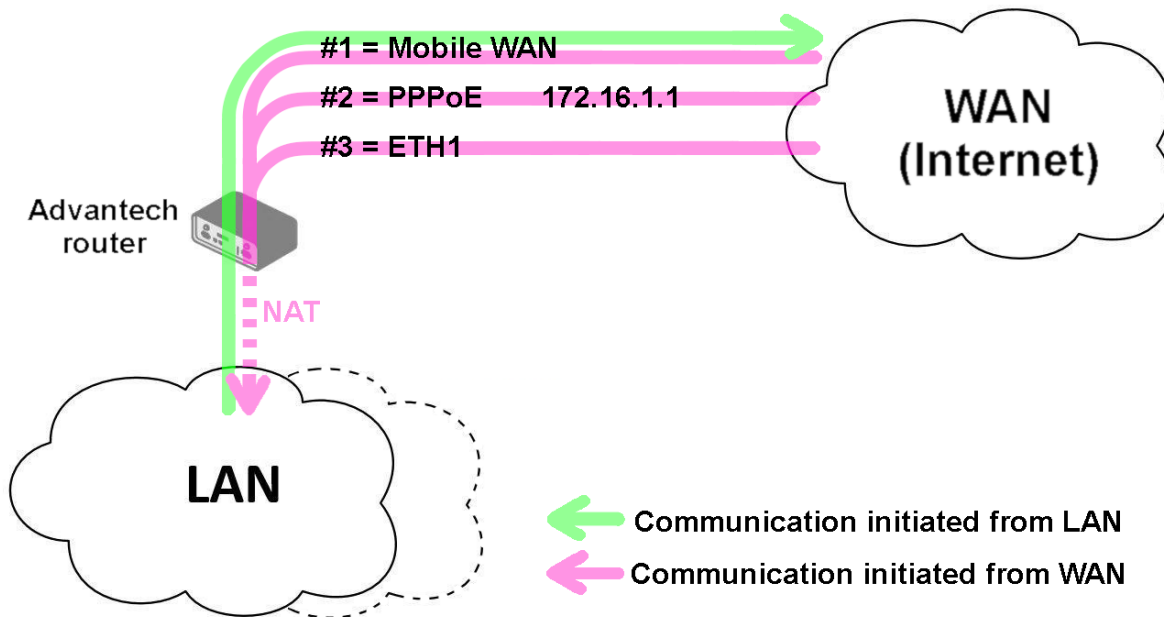 #1 = Mobile WAN
#2 = PPPoE 172.16.1.1
#3 = ETH1
WAN
(Internet)
Advantech
router
NAT
LAN
Communication initiated from LAN
Communication initiated from WAN